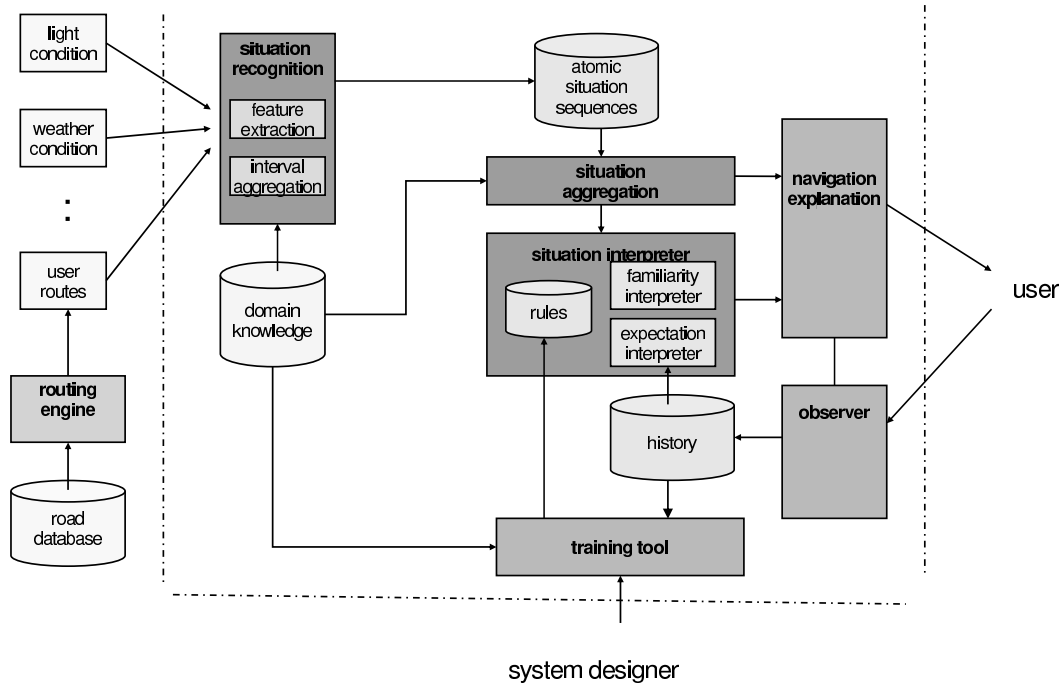 light
condition
weather
condition
:
user
routes
routing
engine
road
database
situation
recognition
feature
extraction
interval
aggregation
domain
knowledge
atomic
situation
sequences
situation
aggregation
situation interpreter
rules
familiarity
interpreter
expectation
interpreter
history
training tool
navigation
explanation
observer
user
system designer